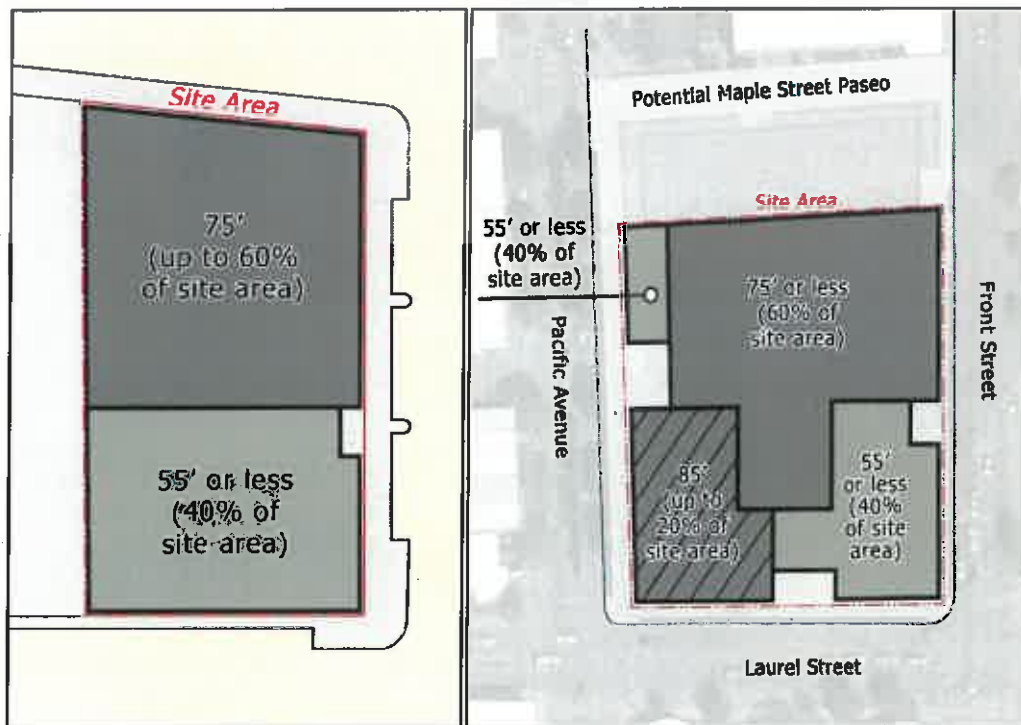 Site Area
75'
(up to 60%
of site area)
55' or less
(40% of
site area)
Potential Maple Street Paseo
Site Area
55' or less
(40% of
site area)
75' or less
(60% of
site area)
Pacific Avenue
Front Street
85'
(up to
20% of
site area)
55'
or less
(40%
of site
area)
Laurel Street